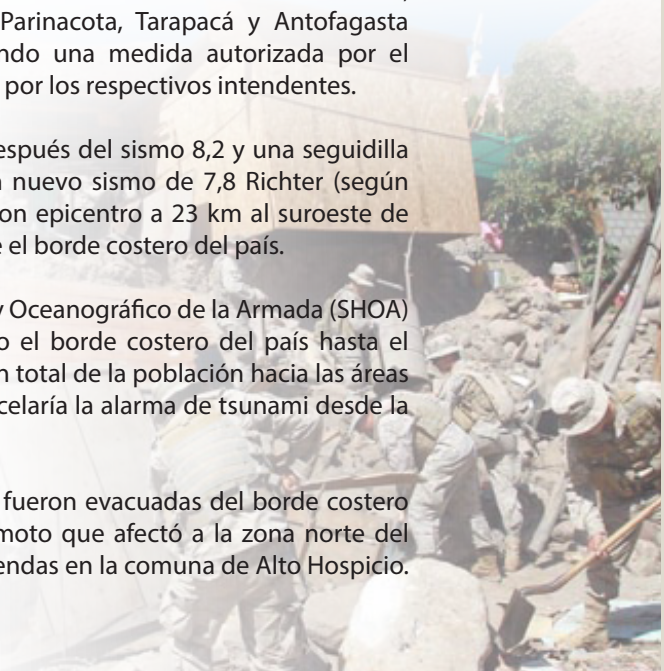 Parinacota, Tarapacá y Antofagasta
ndo una medida autorizada por el
por los respectivos intendentes.
espués del sismo 8,2 y una seguidilla
nuevo sismo de 7,8 Richter (según
on epicentro a 23 km al suroeste de
e el borde costero del país.
y Oceanográfico de la Armada (SHOA)
o el borde costero del país hasta el
n total de la población hacia las áreas
celaría la alarma de tsunami desde la
fueron evacuadas del borde costero
moto que afectó a la zona norte del
endas en la comuna de Alto Hospicio.